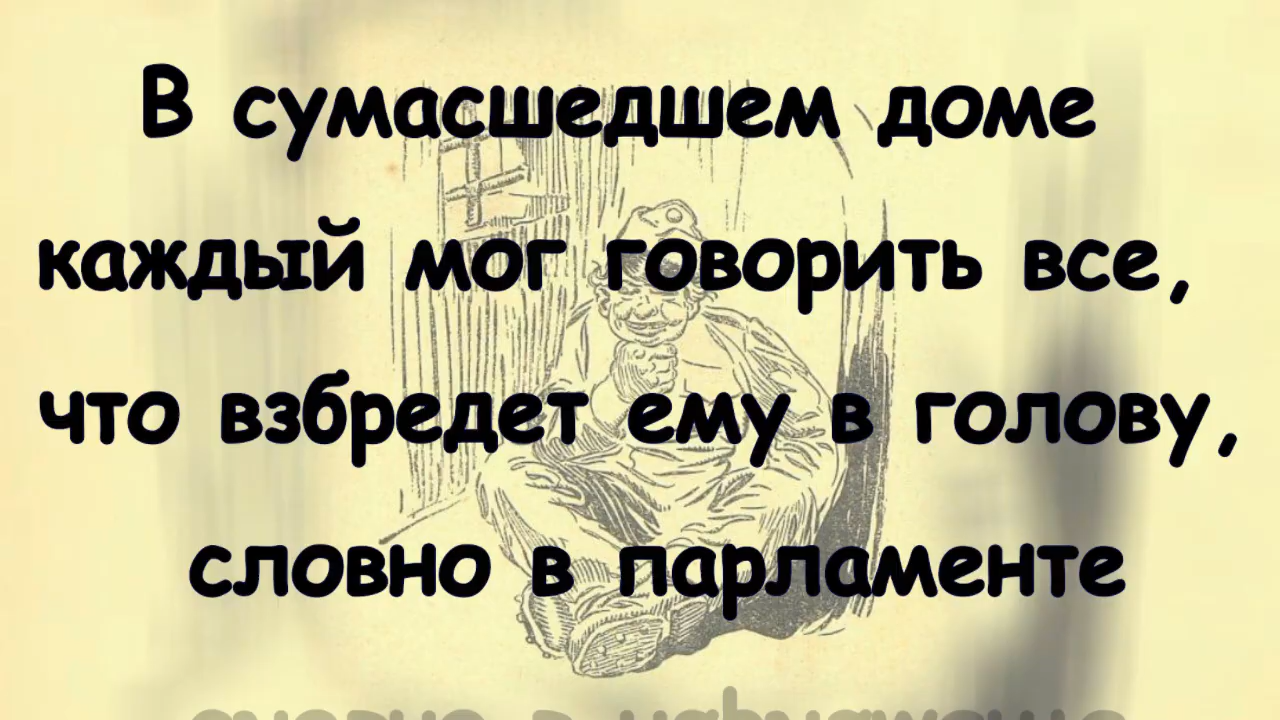 В сумасшедшем доме
каждый мог говорить все,
что взбредет ему в голову,
словно в парламенте